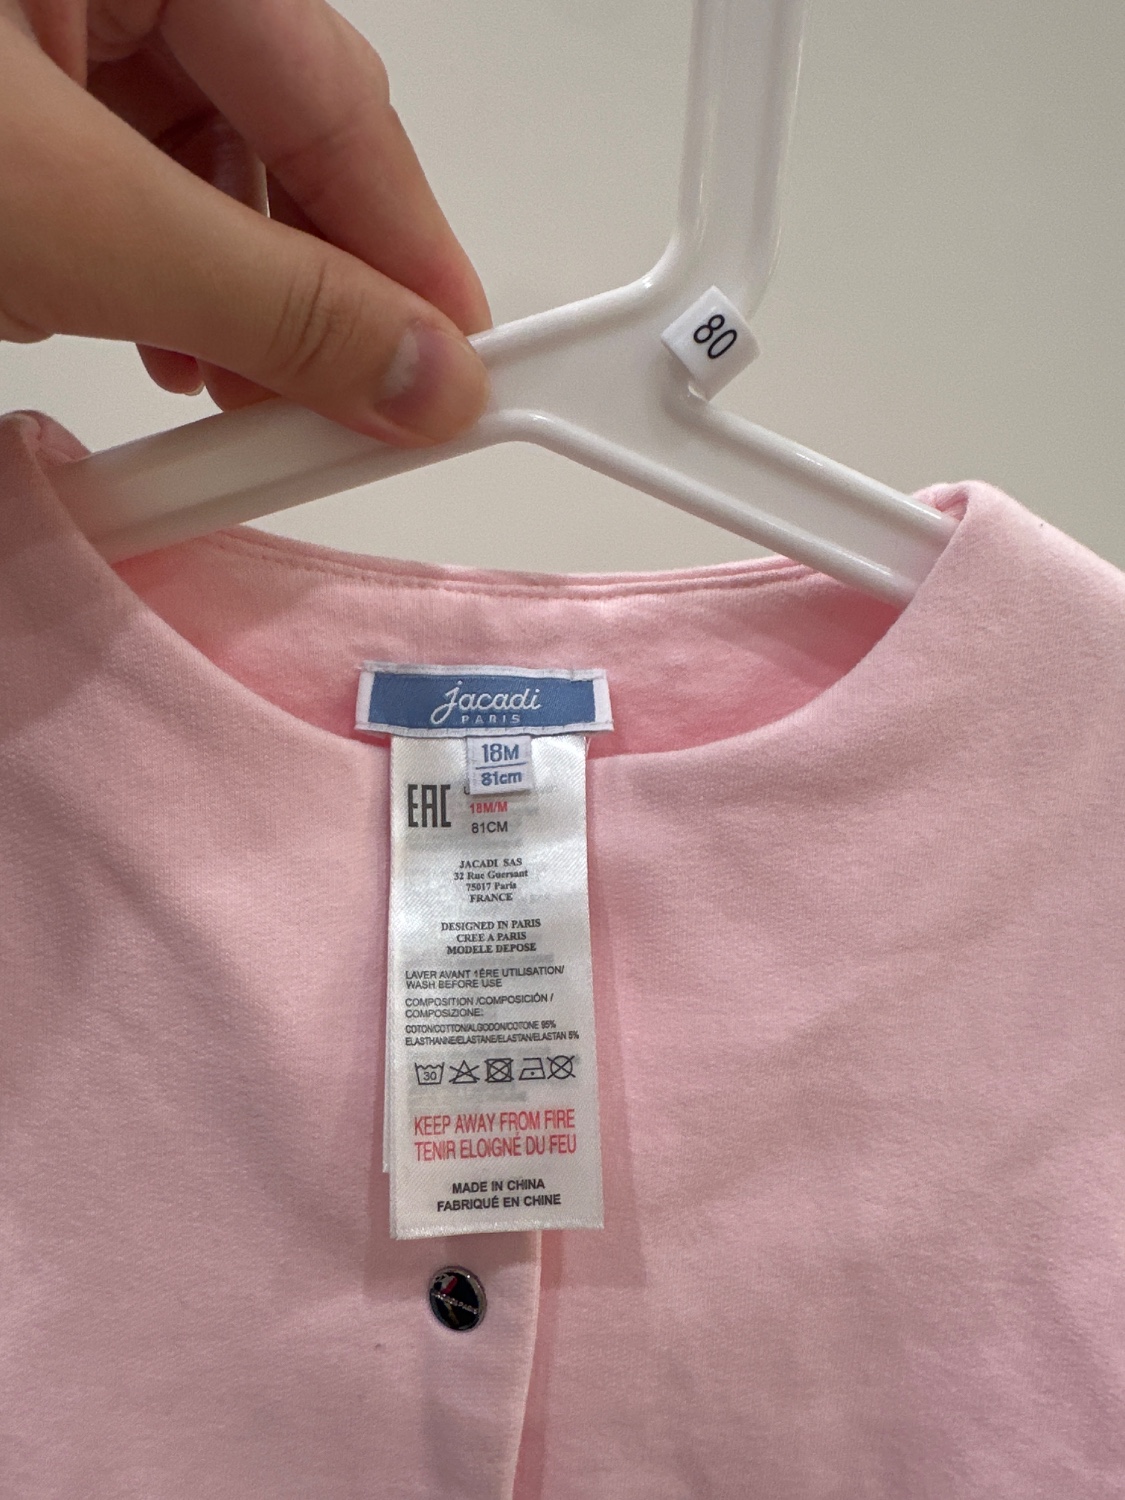 80
jacadi
PARIS
18M
81cm
EAC
18M/M
81CM
JACADI SAS
32 Rue Guersant
75017 Paris
FRANCE
DESIGNED IN PARIS
CREE A PARIS
MODELE DEPOSE
LAVER AVANT 1ÈRE UTILISATION/
WASH BEFORE USE
COMPOSITION /COMPOSICIÓN /
COMPOSIZIONE:
COTON/COTTON/ALGODON/COTONE 95%
ELASTHANNE/ELASTANE/ELASTAN/ELASTAN 5%
30
KEEP AWAY FROM FIRE
TENIR ELOIGNÉ DU FEU
MADE IN CHINA
FABRIQUÉ EN CHINE